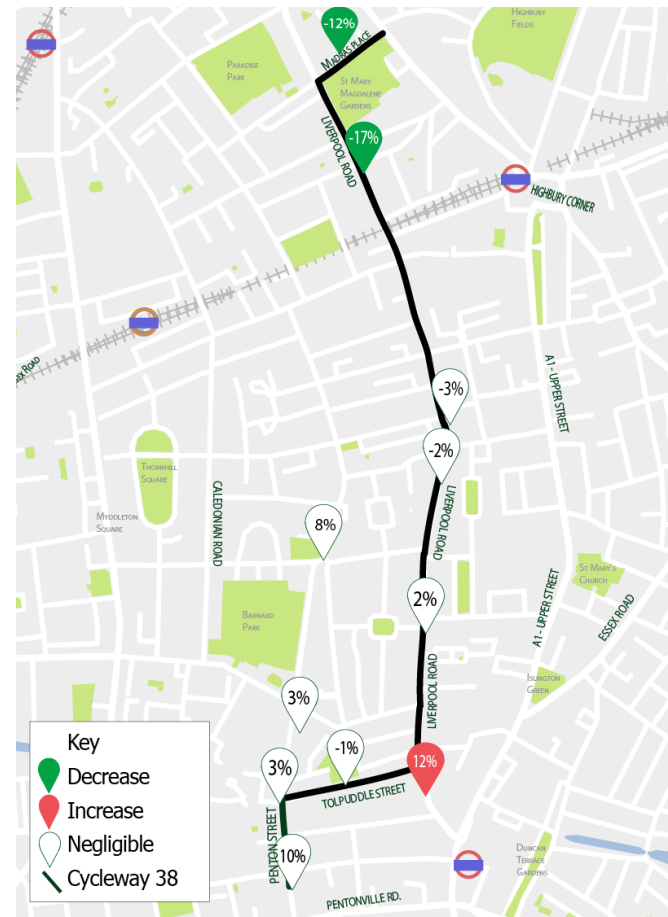 -12%
MADRAS PLACE
HIGHBURY
FIELDS
PARADISE
PARK
ST MARY
MAGDALENE
GARDENS
-17%
LIVERPOOL ROAD
HIGHBURY CORNER
ESSEX ROAD
A1 - UPPER STREET
-3%
-2%
THORNHILL
SQUARE
CALEDONIAN ROAD
LIVERPOOL ROAD
MYDDLETON
SQUARE
8%
ST MARY'S
CHURCH
2%
A1 - UPPER STREET
ESSEX ROAD
BARNARD
PARK
LIVERPOOL ROAD
ISLINGTON
GREEN
3%
-1%
12%
3%
TOLPUDDLE STREET
PENTON STREET
10%
DUNCAN
TERRACE
GARDENS
PENTONVILLE RD.
Key
Decrease
Increase
Negligible
Cycleway 38